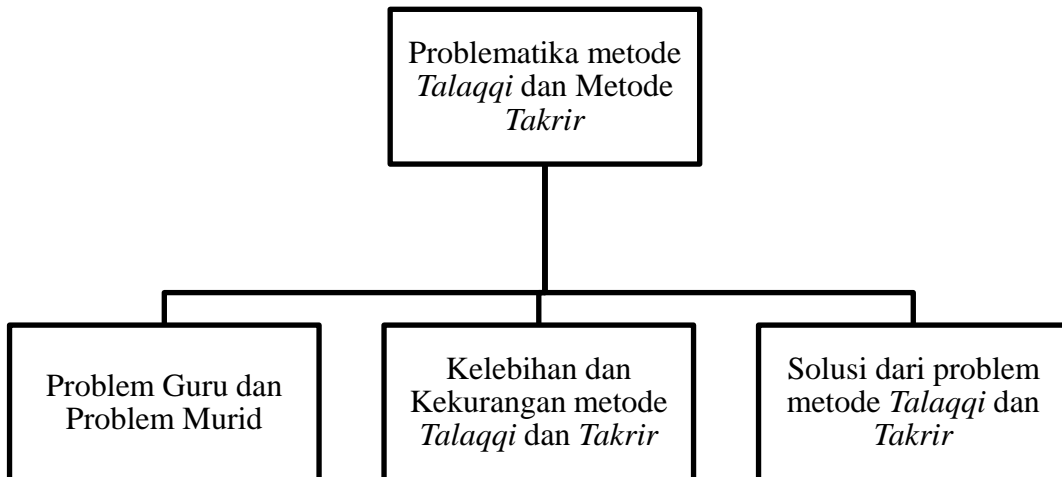 Problematika metode
Talaqqi dan Metode
Takrir
Problem Guru dan
Problem Murid
Kelebihan dan
Kekurangan metode
Talaqqi dan Takrir
Solusi dari problem
metode Talaqqi dan
Takrir